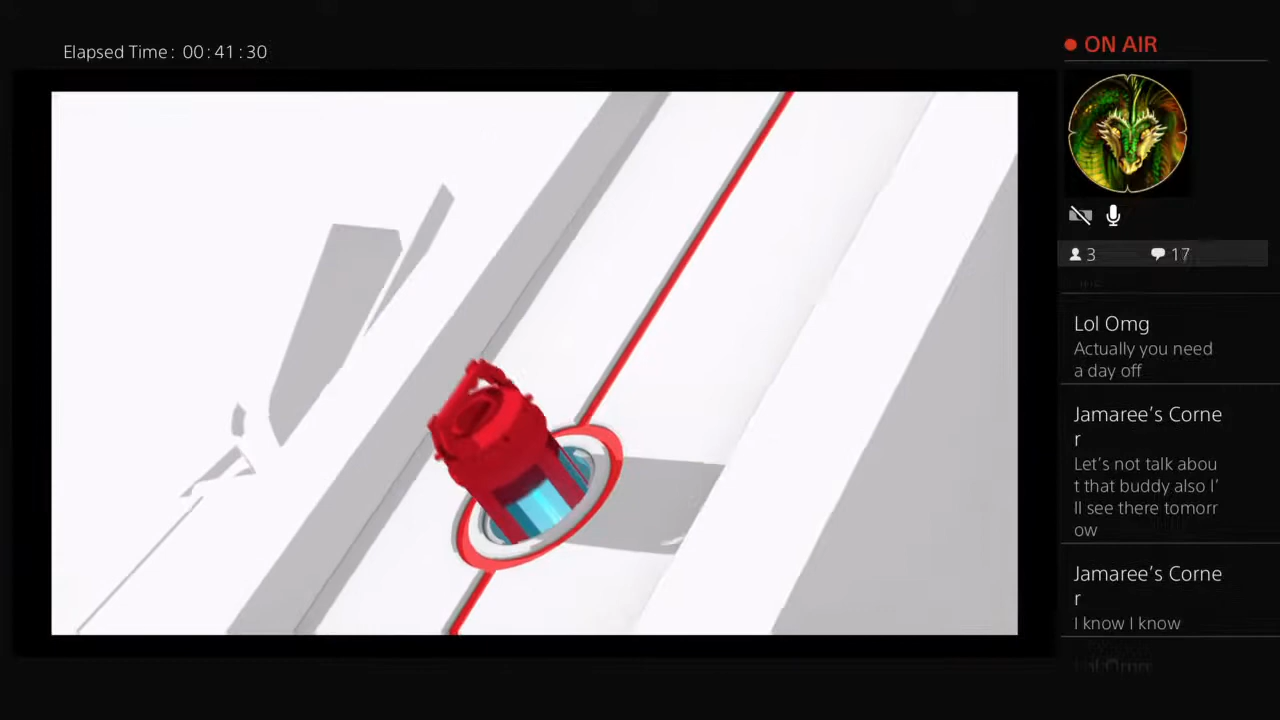 Elapsed Time: 00:41:30
ON AIR
3
17
Lol Omg
Actually you need
a day off
Jamaree's Corne
r
Let's not talk abou
t that buddy also I'
ll see there tomorr
ow
Jamaree's Corne
r
I know I know